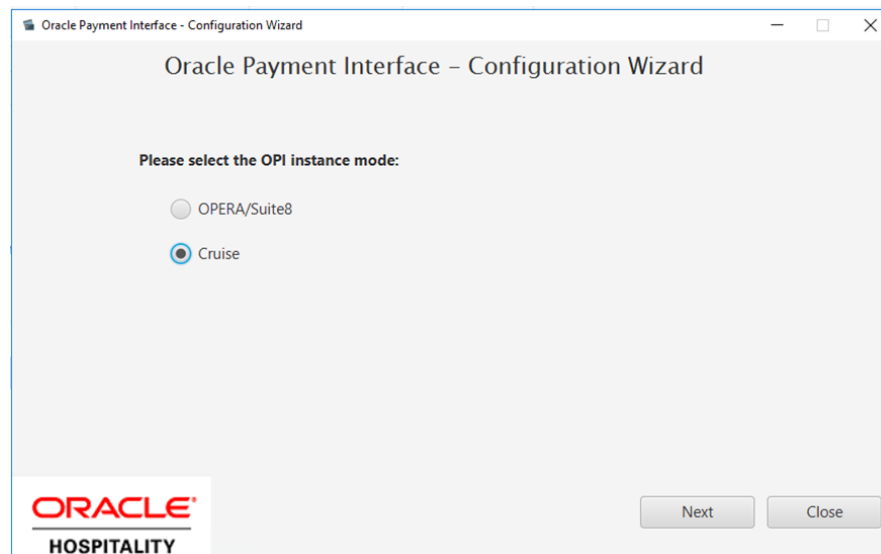 Oracle Payment Interface - Configuration Wizard
Oracle Payment Interface – Configuration Wizard
Please select the OPI instance mode:
OPERA/Suite8
Cruise
ORACLE®
HOSPITALITY
Next
Close